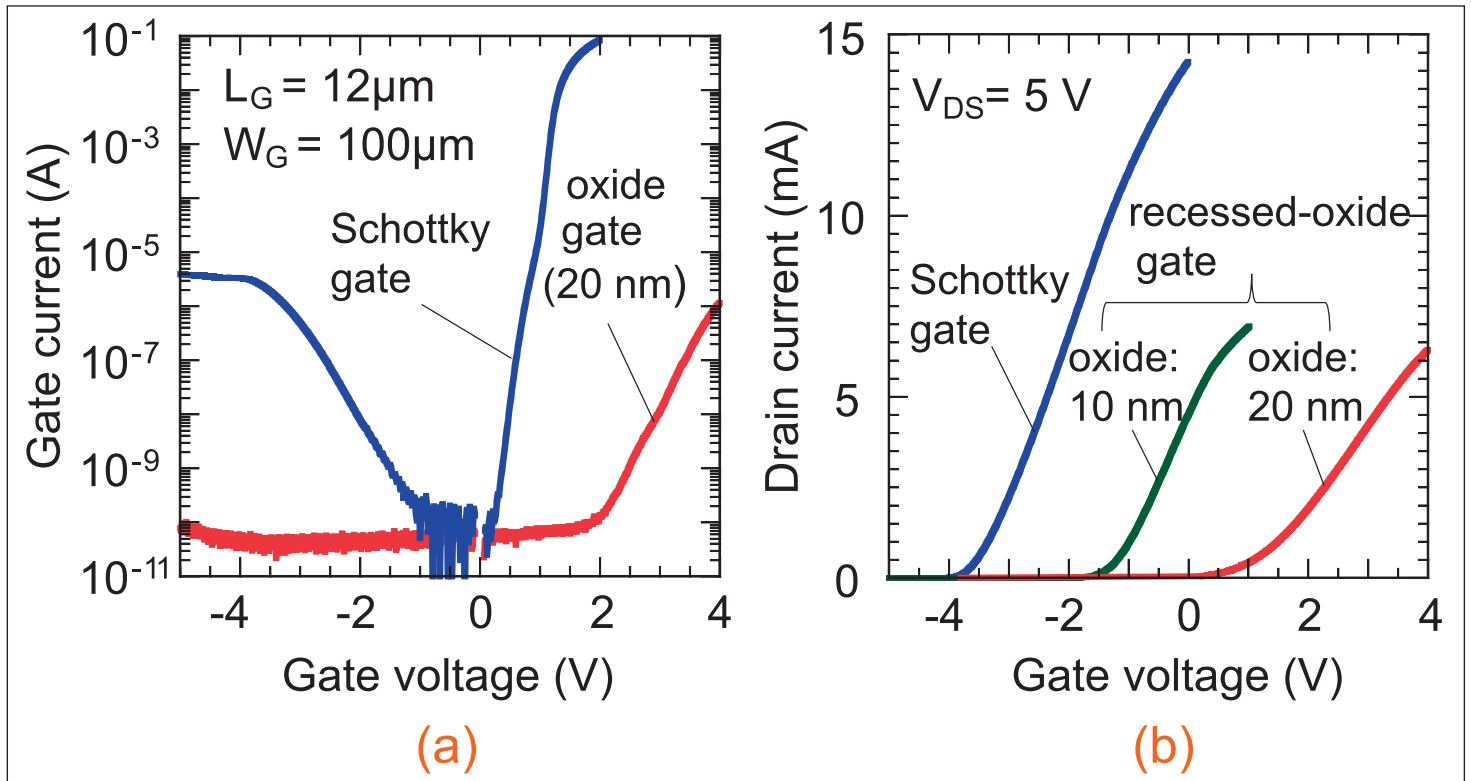 10⁻¹
10⁻³
10⁻⁵
10⁻⁷
10⁻⁹
10⁻¹¹
Gate current (A)
L_G = 12µm
W_G = 100µm
Schottky
gate
oxide
gate
(20 nm)
-4
-2
0
2
4
Gate voltage (V)
(a)
15
10
5
0
Drain current (mA)
V_DS= 5 V
recessed-oxide
gate
Schottky
gate
oxide:
10 nm
oxide:
20 nm
-4
-2
0
2
4
Gate voltage (V)
(b)